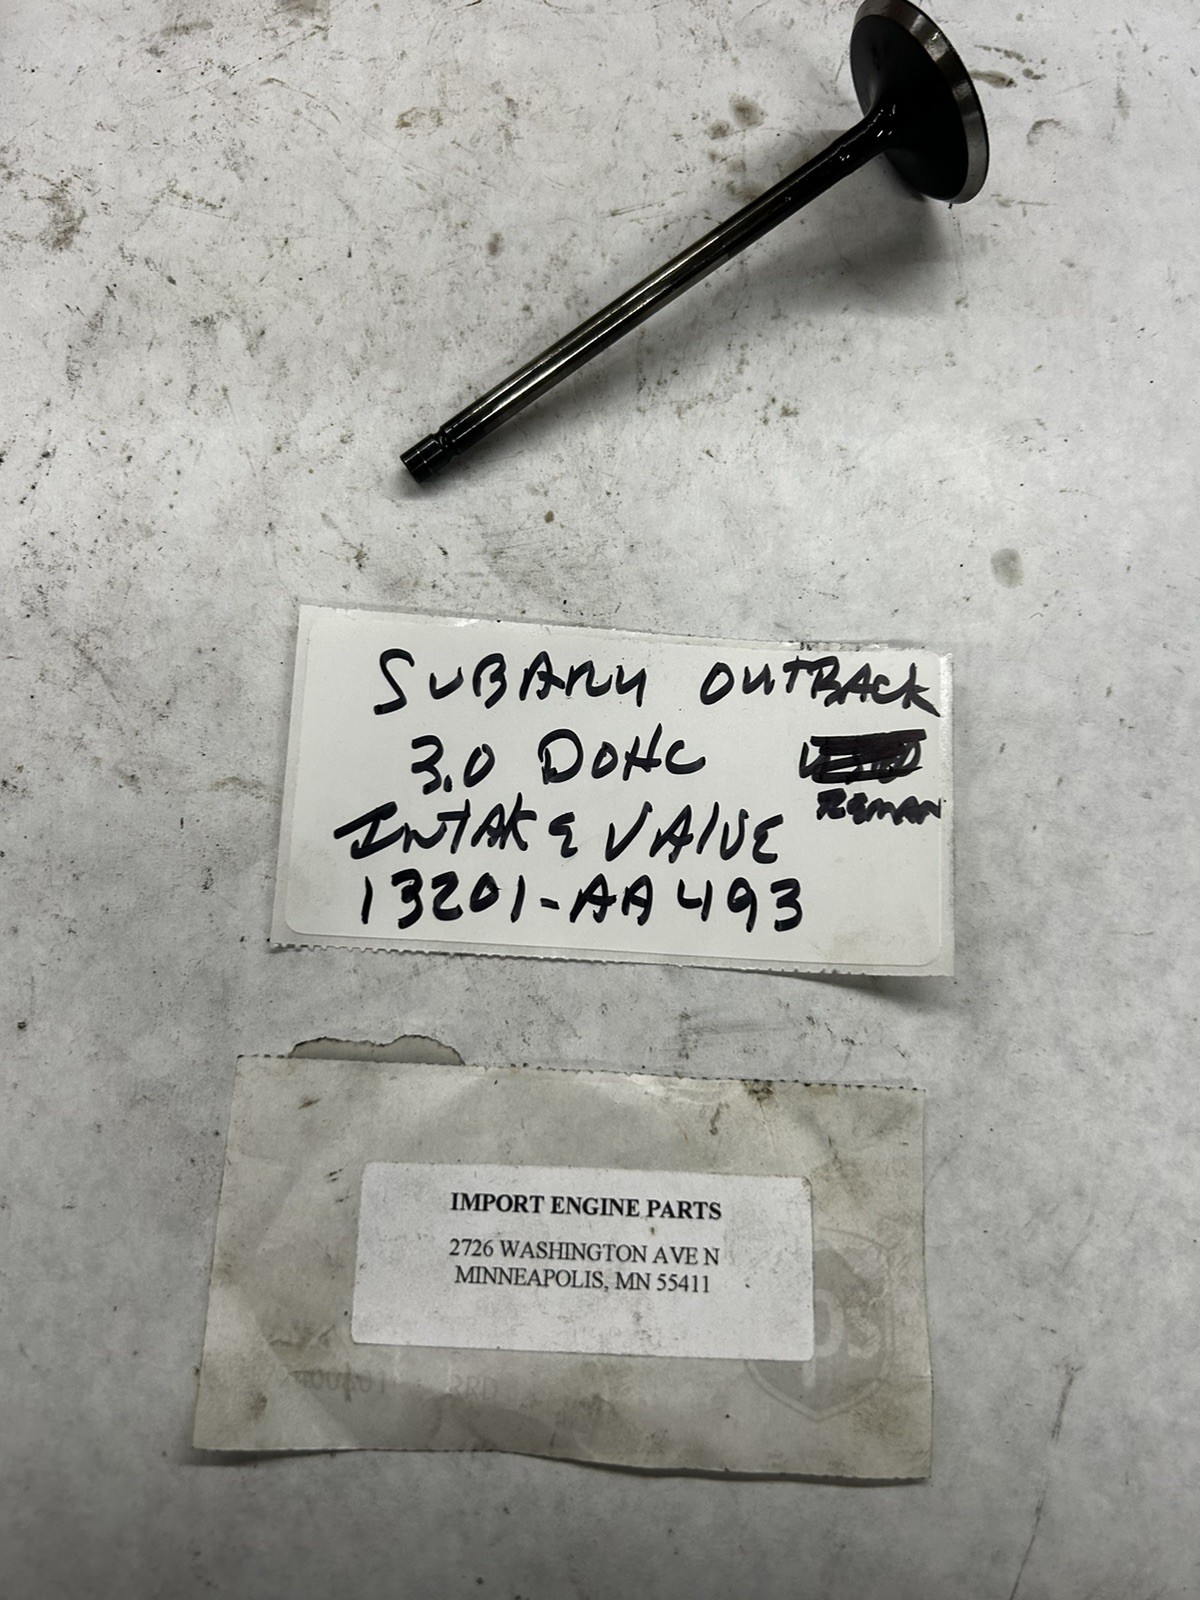 SUBARU OUTBACK
3.0 DOHC
REMAN
INTAKE VALVE
13201-AA493
IMPORT ENGINE PARTS
2726 WASHINGTON AVE N
MINNEAPOLIS, MN 55411
RRD